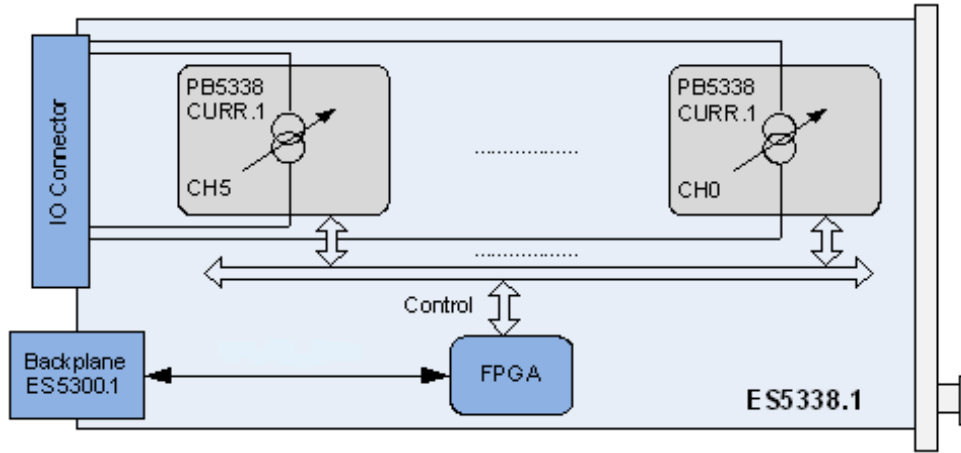 PB5338
CURR.1
CH5
...................
PB5338
CURR.1
CH0
IO Connector
...................
Control
Backplane
ES5300.1
FPGA
ES5338.1